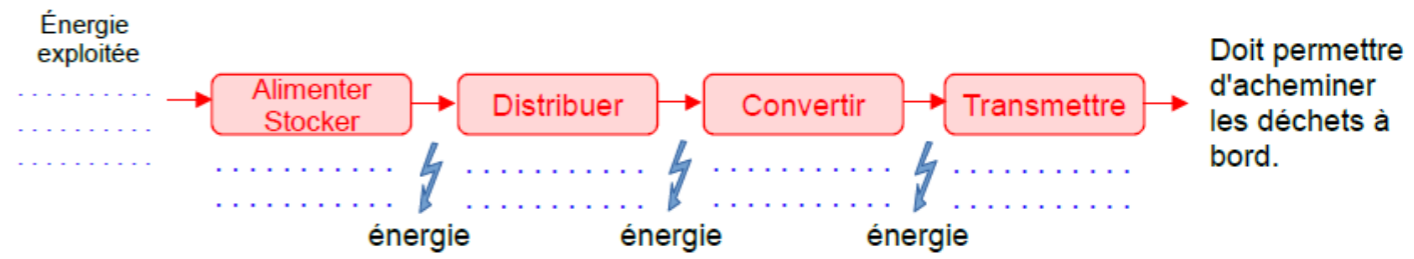 Énergie
exploitée
Alimenter
Stocker
Distribuer
Convertir
Transmettre
Doit permettre
d'acheminer
les déchets à
bord.
énergie
énergie
énergie